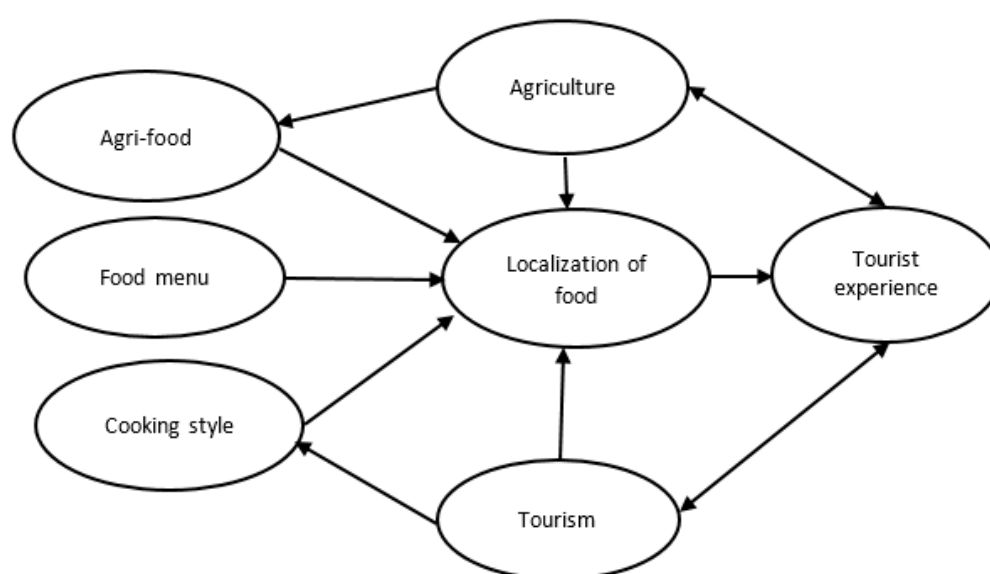 Agriculture
Agri-food
Localization of
food
Food menu
Tourist
experience
Cooking style
Tourism